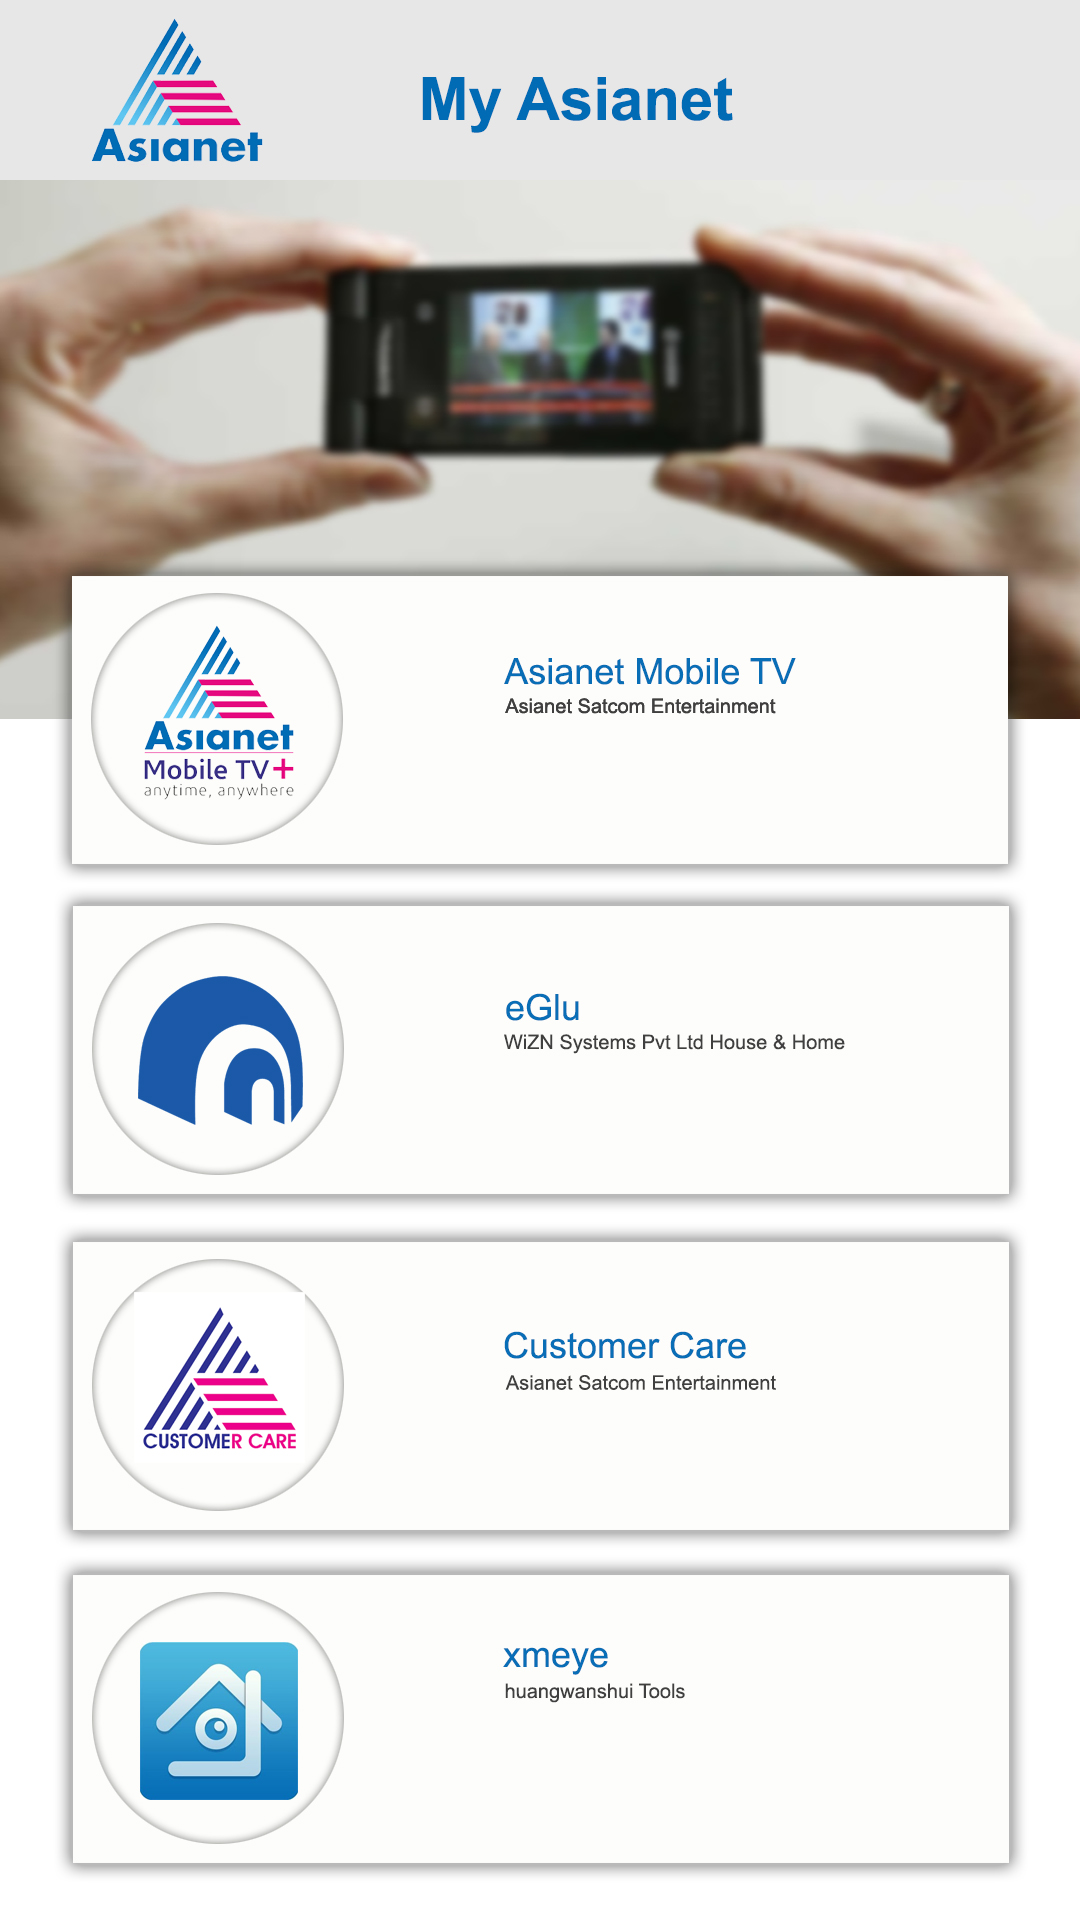 Asianet
My Asianet
Asianet
Mobile TV+
anytime, anywhere
Asianet Mobile TV
Asianet Satcom Entertainment
eGlu
WiZN Systems Pvt Ltd House & Home
CUSTOMER CARE
Customer Care
Asianet Satcom Entertainment
xmeye
huangwanshui Tools